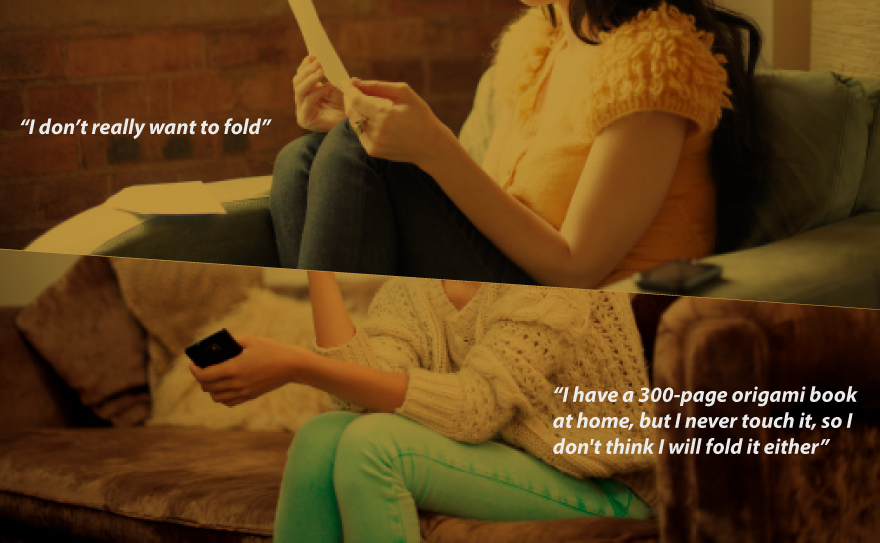 “I don’t really want to fold”
“I have a 300-page origami book
at home, but I never touch it, so I
don't think I will fold it either”